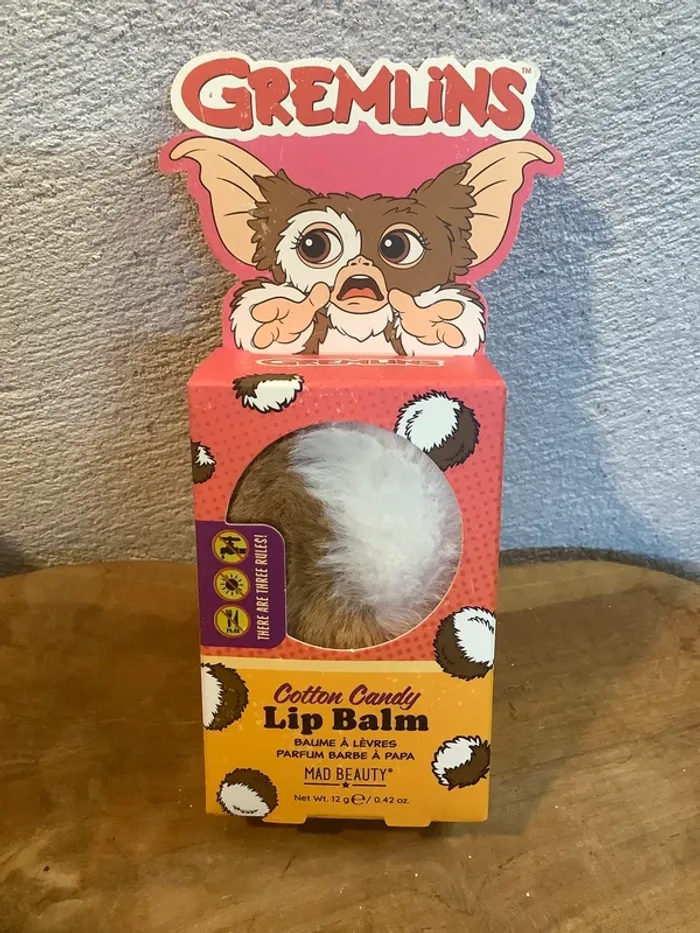 GREMLiNS™
GREMLINS
THERE ARE THREE RULES!
Cotton Candy
Lip Balm
BAUME À LÈVRES
PARFUM BARBE À PAPA
MAD BEAUTY®
Net Wt. 12 g ℮ / 0.42 oz.